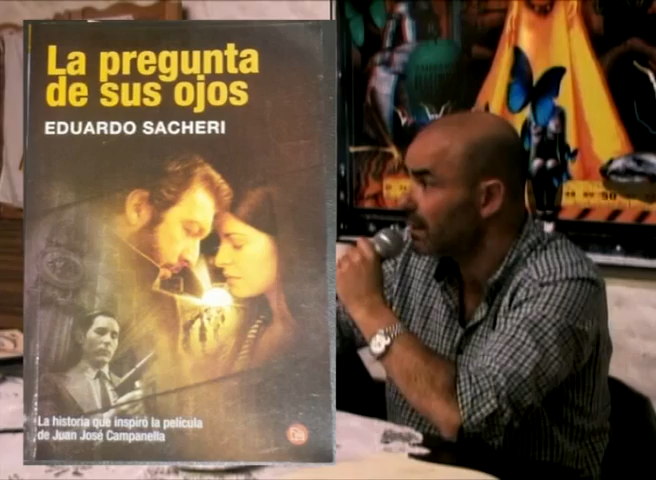 La pregunta
de sus ojos
EDUARDO SACHERI
La historia que inspiró la película
de Juan José Campanella